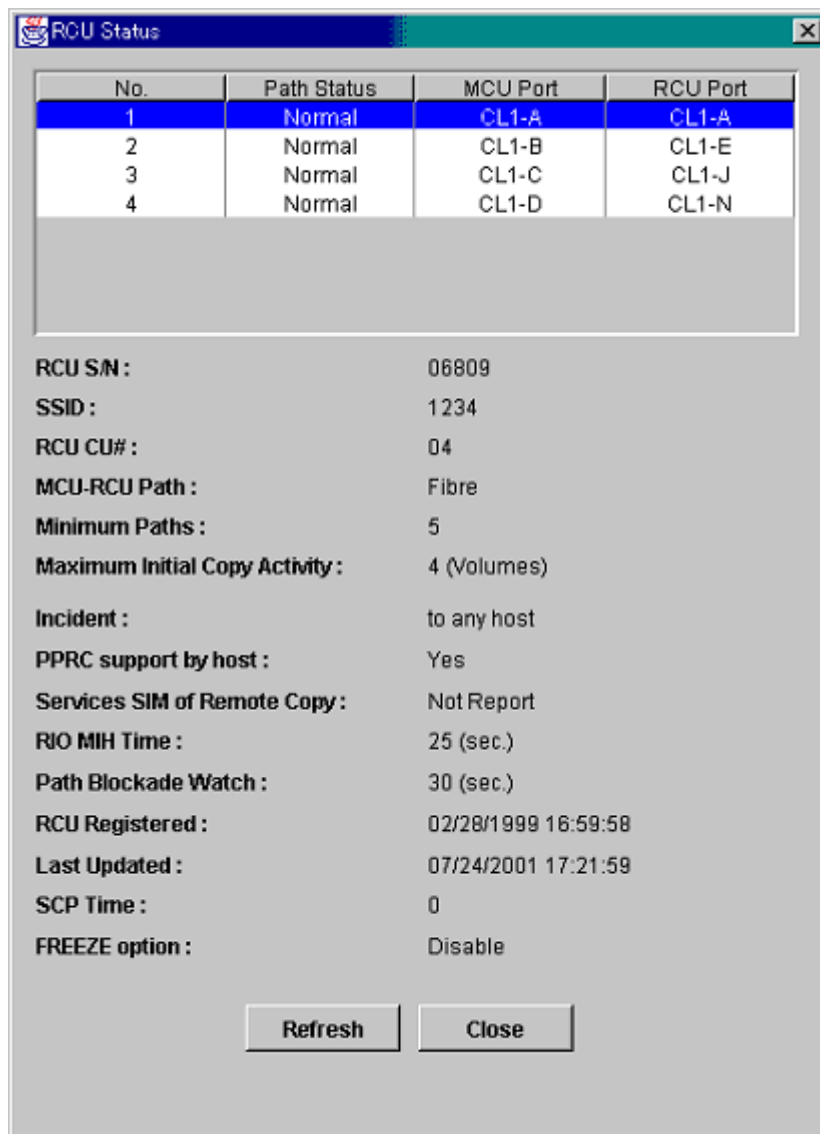 RCU Status
No. Path Status MCU Port RCU Port
1 Normal CL1-A CL1-A
2 Normal CL1-B CL1-E
3 Normal CL1-C CL1-J
4 Normal CL1-D CL1-N
RCU S/N : 06809
SSID : 1234
RCU CU# : 04
MCU-RCU Path : Fibre
Minimum Paths : 5
Maximum Initial Copy Activity : 4 (Volumes)
Incident : to any host
PPRC support by host : Yes
Services SIM of Remote Copy : Not Report
RIO MIH Time : 25 (sec.)
Path Blockade Watch : 30 (sec.)
RCU Registered : 02/28/1999 16:59:58
Last Updated : 07/24/2001 17:21:59
SCP Time : 0
FREEZE option : Disable
Refresh Close